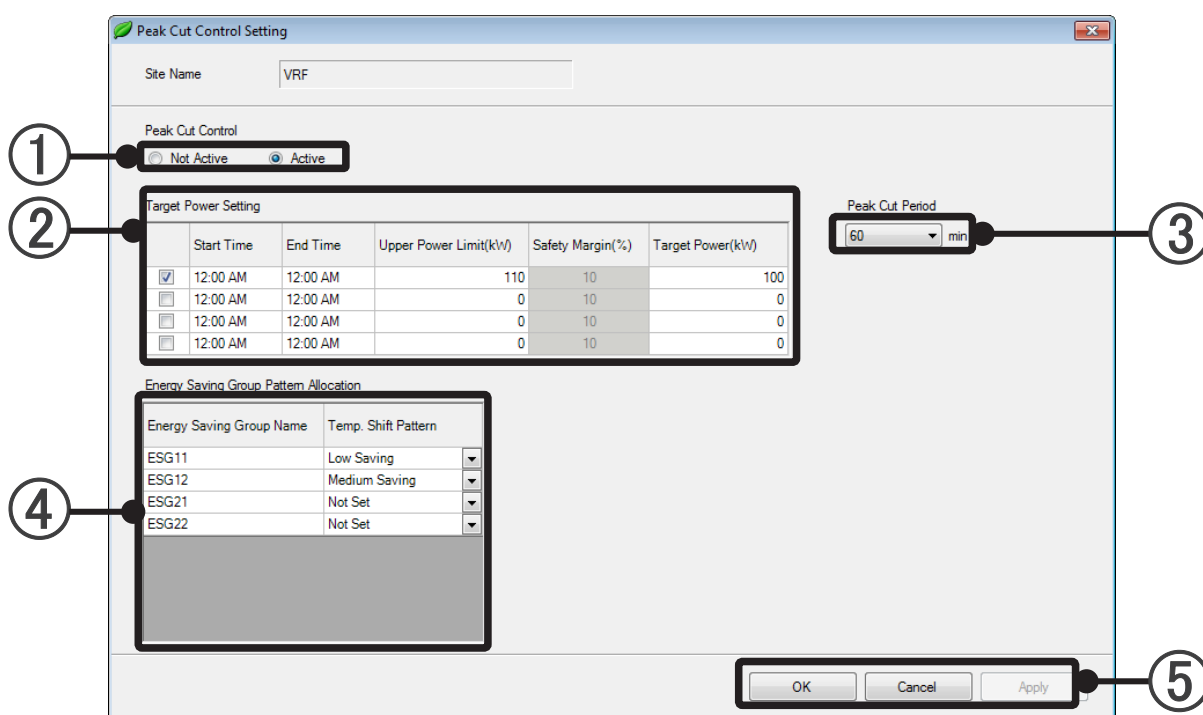 Peak Cut Control Setting
Site Name VRF
Peak Cut Control
① Not Active Active
② Target Power Setting
Start Time End Time Upper Power Limit(kW) Safety Margin(%) Target Power(kW)
12:00 AM 12:00 AM 110 10 100
12:00 AM 12:00 AM 0 10 0
12:00 AM 12:00 AM 0 10 0
12:00 AM 12:00 AM 0 10 0
Peak Cut Period
60 min ③
Energy Saving Group Pattern Allocation
Energy Saving Group Name Temp. Shift Pattern
ESG11 Low Saving
ESG12 Medium Saving
④ ESG21 Not Set
ESG22 Not Set
OK Cancel Apply ⑤